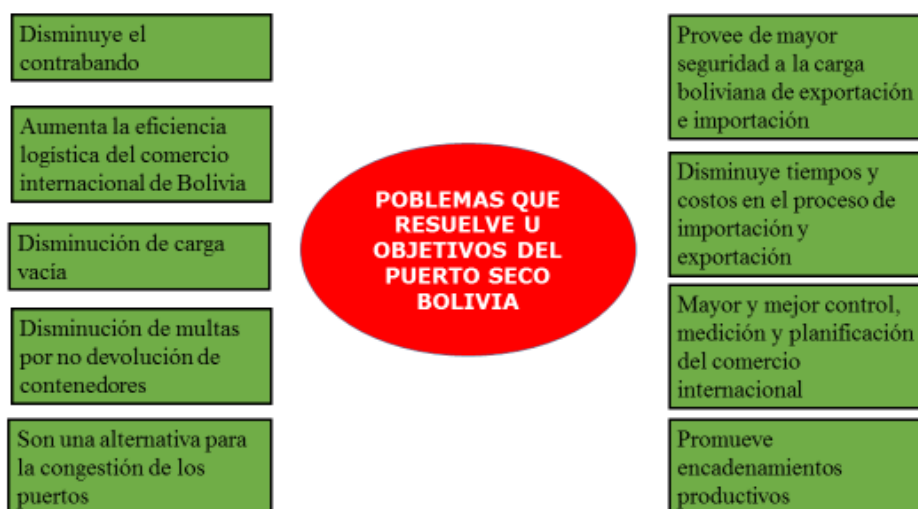 Disminuye el
contrabando
Aumenta la eficiencia
logística del comercio
internacional de Bolivia
Disminución de carga
vacía
Disminución de multas
por no devolución de
contenedores
Son una alternativa para
la congestión de los
puertos
POBLEMAS QUE
RESUELVE U
OBJETIVOS DEL
PUERTO SECO
BOLIVIA
Provee de mayor
seguridad a la carga
boliviana de exportación
e importación
Disminuye tiempos y
costos en el proceso de
importación y
exportación
Mayor y mejor control,
medición y planificación
del comercio
internacional
Promueve
encadenamientos
productivos